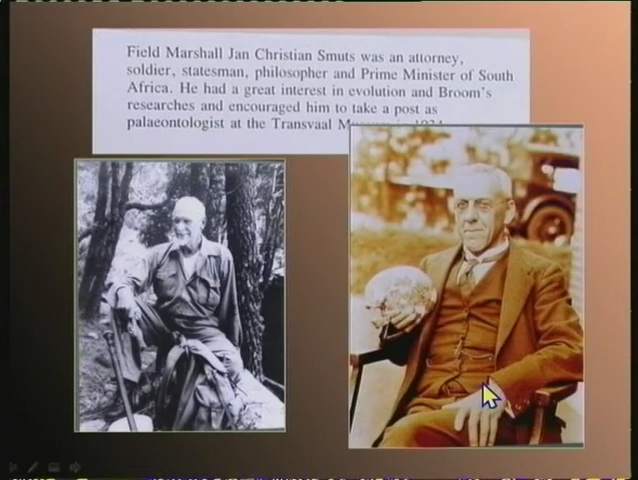 Field Marshall Jan Christian Smuts was an attorney,
soldier, statesman, philosopher and Prime Minister of South
Africa. He had a great interest in evolution and Broom's
researches and encouraged him to take a post as
palaeontologist at the Transvaal